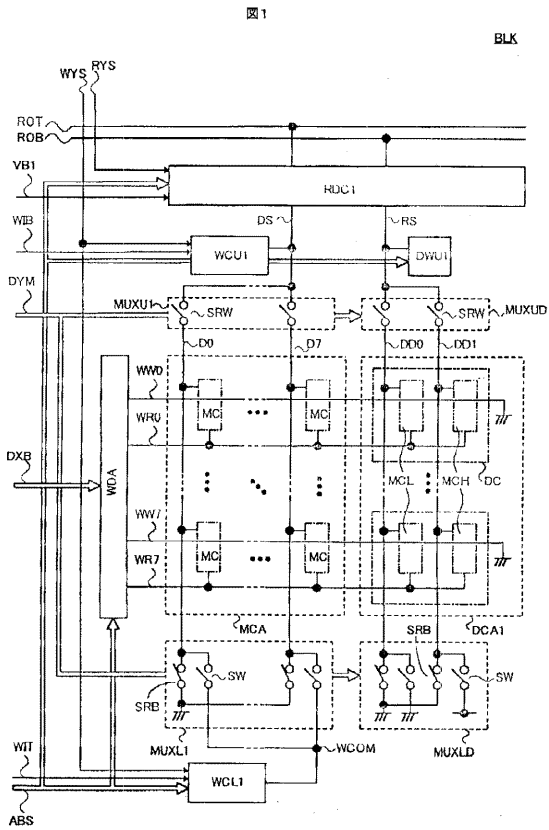 図1
BLK
RYS
WYS
ROT
ROB
VB1
RDC1
DS
RS
WIB
WCU1
DWU1
DYM
MUXU1
SRW
SRW
MUXUD
D0
D7
DD0
DD1
WW0
MC
MC
WR0
DXB
WDA
MCL
MCH
DC
WW7
MC
MC
WR7
MCA
DCA1
SRB
SW
SW
SRB
MUXL1
WCOM
MUXLD
WIT
WCL1
ABS